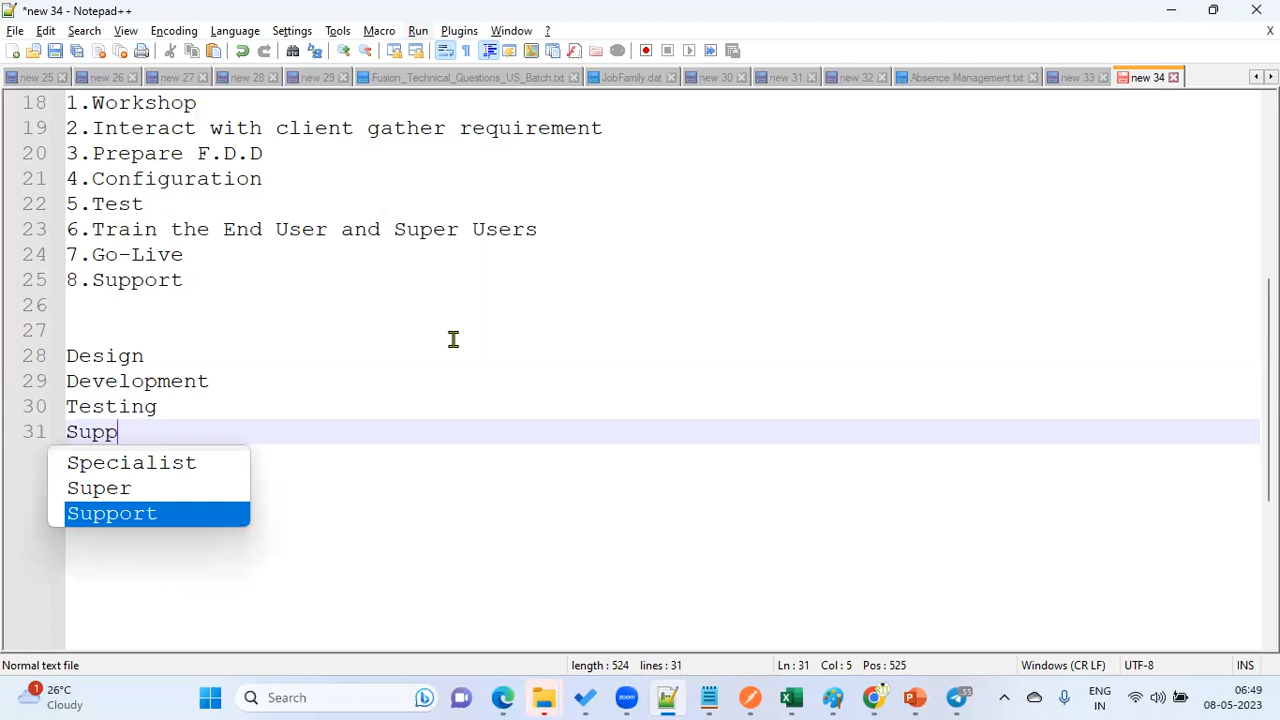 *new 34 - Notepad++
File Edit Search View Encoding Language Settings Tools Macro Run Plugins Window ? X
new 25 new 26 new 27 new 28 new 29 Fusion_Technical_Questions_US_Batch.txt JobFamily.dat new 30 new 31 new 32 Absence Management.txt new 33 new 34
18 1.Workshop
19 2.Interact with client gather requirement
20 3.Prepare F.D.D
21 4.Configuration
22 5.Test
23 6.Train the End User and Super Users
24 7.Go-Live
25 8.Support
26
27
28 Design
29 Development
30 Testing
31 Supp
Specialist
Super
Support
Normal text file length : 524 lines : 31 Ln : 31 Col : 5 Pos : 525 Windows (CR LF) UTF-8 INS
1 26°C Search zoom 55 ENG 06:49
Cloudy IN 08-05-2023